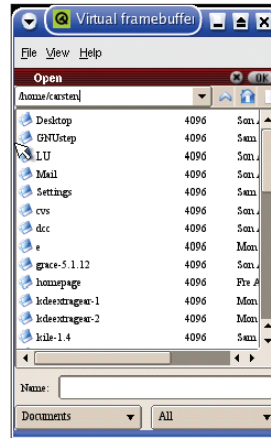 Virtual framebuffer
File View Help
Open OK
/home/carsten
Desktop 4096 Son
GNUstep 4096 Sam
LU 4096 Son
Mail 4096 Son
Settings 4096 Sam
cvs 4096 Son
dcc 4096 Son
e 4096 Mon
grace-5.1.12 4096 Son
homepage 4096 Fre A
kdeextragear-1 4096 Mon
kdeextragear-2 4096 Mon
kile-1.4 4096 Sam
Name:
Documents All